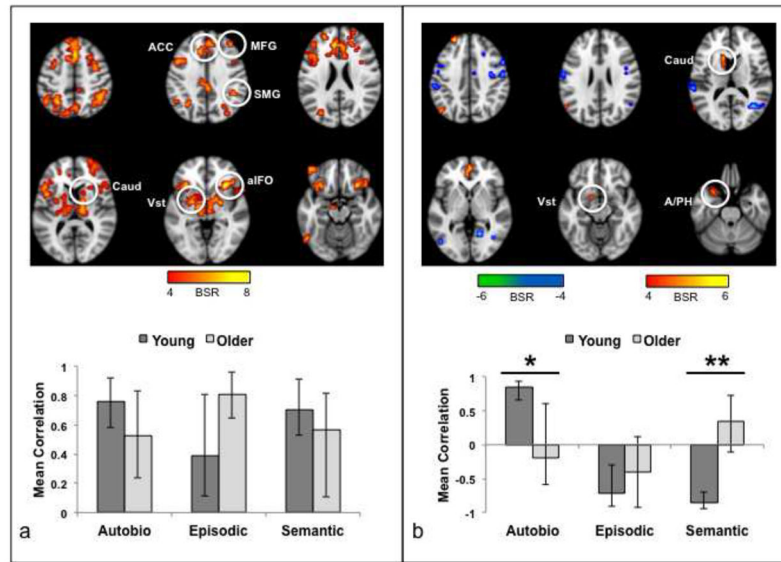 ACC
MFG
SMG
Caud
Vst
aIFO
4 8
BSR
Young Older
Mean Correlation
1
0.8
0.6
0.4
0.2
0
Autobio Episodic Semantic
a
Caud
Vst
A/PH
-6 -4
BSR
4 6
BSR
Young Older
* **
Mean Correlation
1
0.5
0
-0.5
-1
Autobio Episodic Semantic
b